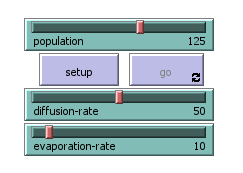 population 125
setup go
diffusion-rate 50
evaporation-rate 10